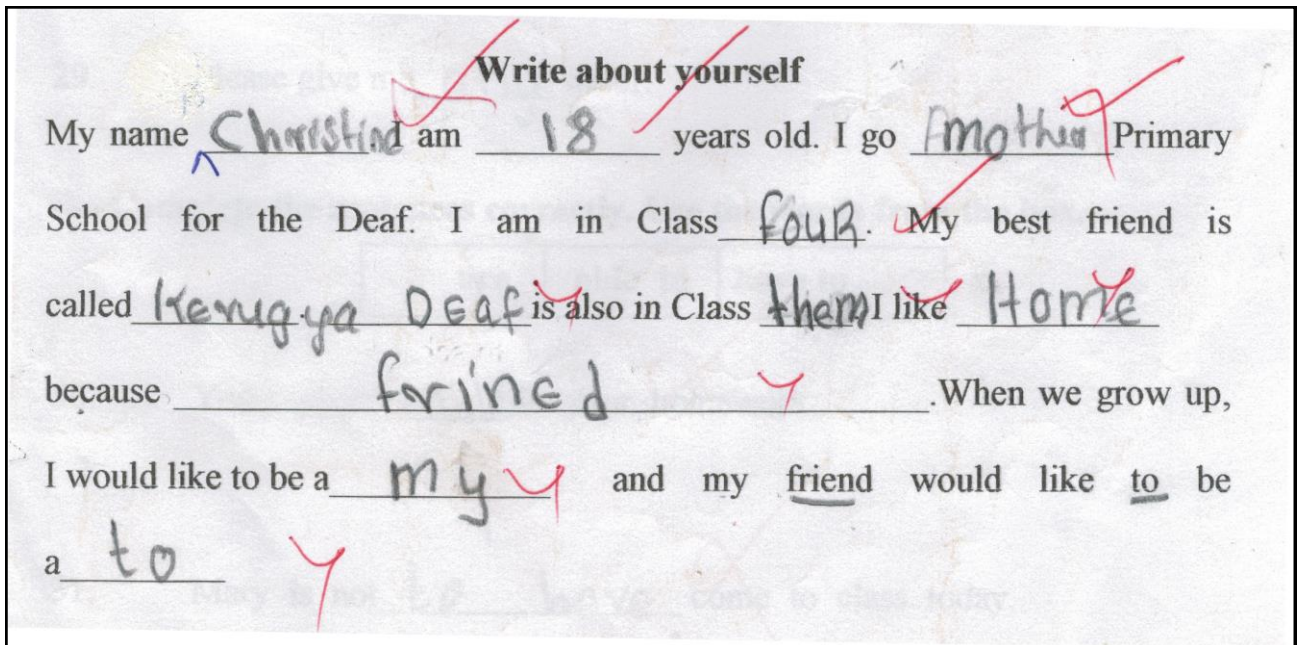 Write about yourself
My name Christine I am 18 years old. I go mother Primary
School for the Deaf. I am in Class four. My best friend is
called Kenugya Deaf is also in Class them I like Home
because frined .When we grow up,
I would like to be a my and my friend would like to be
a to